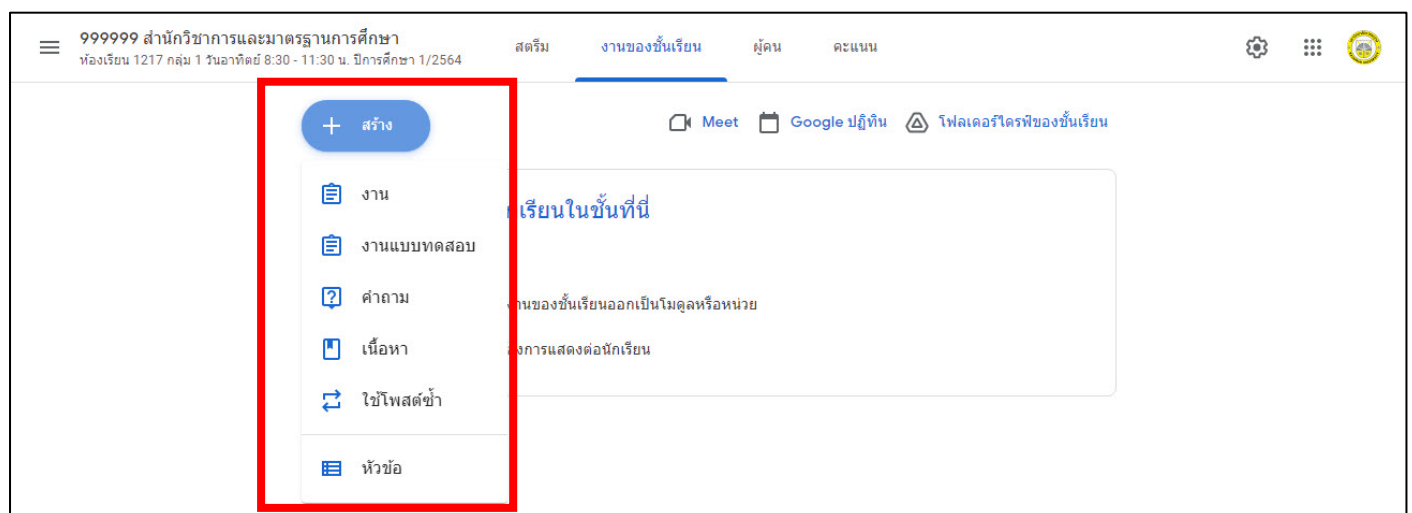 999999 สำนักวิชาการและมาตรฐานการศึกษา
ห้องเรียน 1217 กลุ่ม 1 วันอาทิตย์ 8:30 - 11:30 น. ปีการศึกษา 1/2564
สตรีม งานของชั้นเรียน ผู้คน คะแนน
สร้าง
Meet Google ปฏิทิน โฟลเดอร์ไดรฟ์ของชั้นเรียน
งาน
เรียนในชั้นที่นี่
งานแบบทดสอบ
คำถาม
านของชั้นเรียนออกเป็นโมดูลหรือหน่วย
เนื้อหา
งการแสดงต่อนักเรียน
ใช้โพสต์ซ้ำ
หัวข้อ